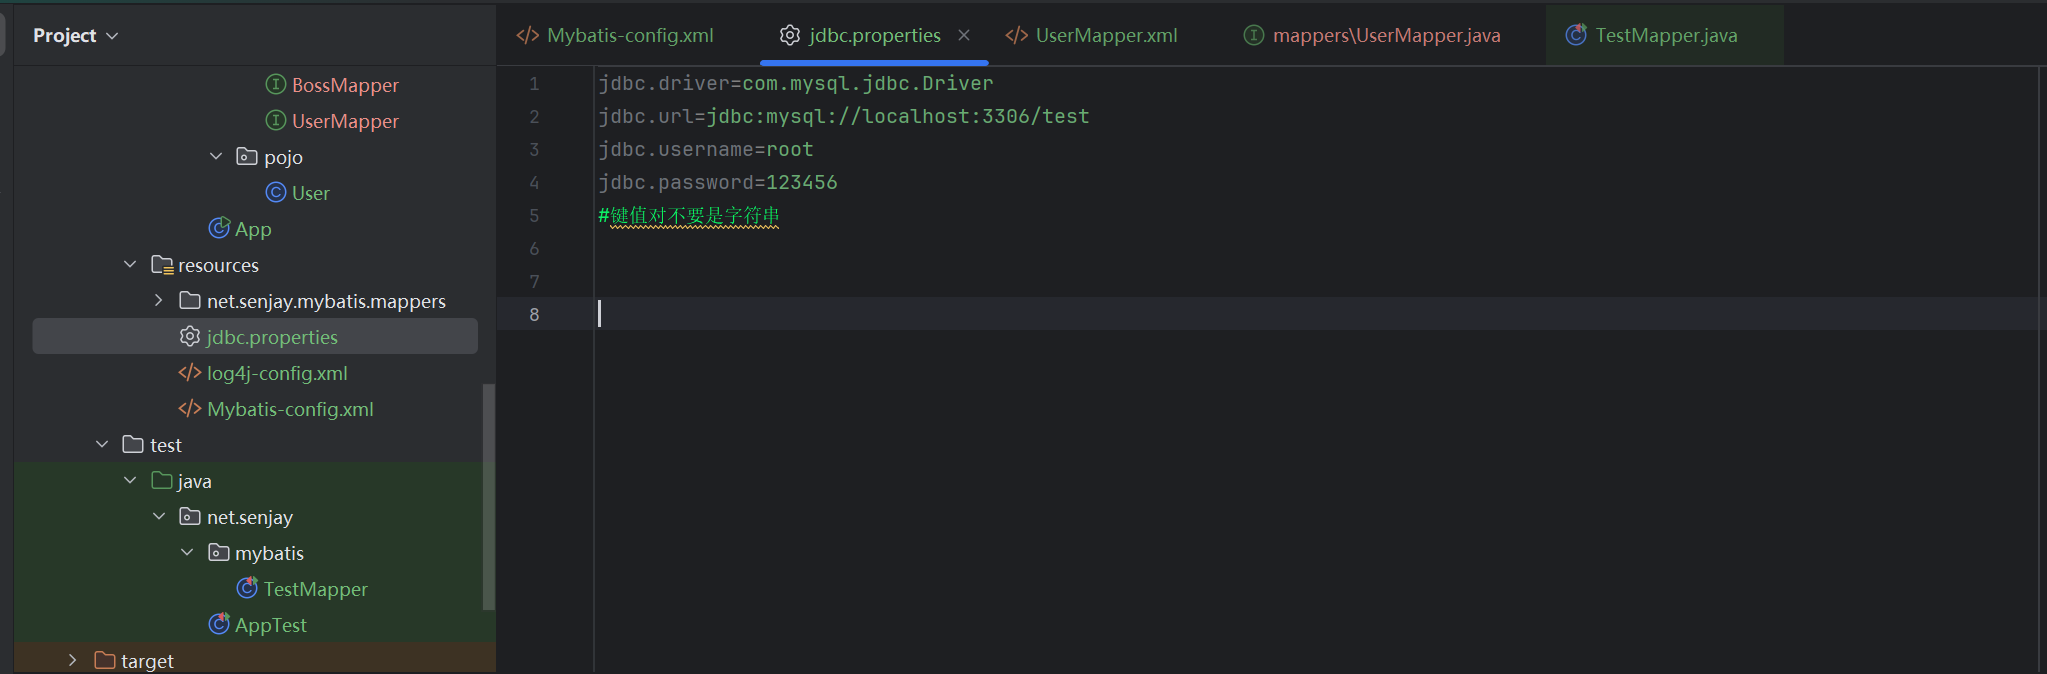 Project
Mybatis-config.xml
jdbc.properties
UserMapper.xml
mappers\UserMapper.java
TestMapper.java
BossMapper
UserMapper
pojo
User
App
resources
net.senjay.mybatis.mappers
jdbc.properties
log4j-config.xml
Mybatis-config.xml
test
java
net.senjay
mybatis
TestMapper
AppTest
target
1 jdbc.driver=com.mysql.jdbc.Driver
2 jdbc.url=jdbc:mysql://localhost:3306/test
3 jdbc.username=root
4 jdbc.password=123456
5 #键值对不要是字符串
6
7
8